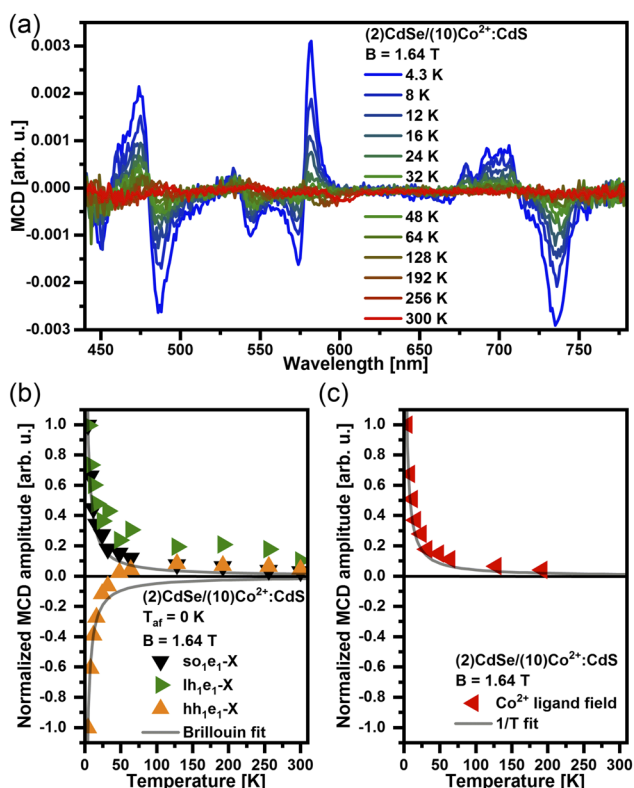 (a)
(2)CdSe/(10)Co²⁺:CdS
B = 1.64 T
4.3 K
8 K
12 K
16 K
24 K
32 K
48 K
64 K
128 K
192 K
256 K
300 K
MCD [arb. u.]
0.003
0.002
0.001
0.000
-0.001
-0.002
-0.003
450 500 550 600 650 700 750
Wavelength [nm]
(b)
Normalized MCD amplitude [arb. u.]
1.0
0.8
0.6
0.4
0.2
0.0
-0.2
-0.4
-0.6
-0.8
-1.0
(2)CdSe/(10)Co²⁺:CdS
T_af = 0 K
B = 1.64 T
so₁e₁-X
lh₁e₁-X
hh₁e₁-X
Brillouin fit
0 50 100 150 200 250 300
Temperature [K]
(c)
Normalized MCD amplitude [arb. u.]
1.0
0.8
0.6
0.4
0.2
0.0
-0.2
-0.4
-0.6
-0.8
-1.0
(2)CdSe/(10)Co²⁺:CdS
B = 1.64 T
Co²⁺ ligand field
1/T fit
0 50 100 150 200 250 300
Temperature [K]